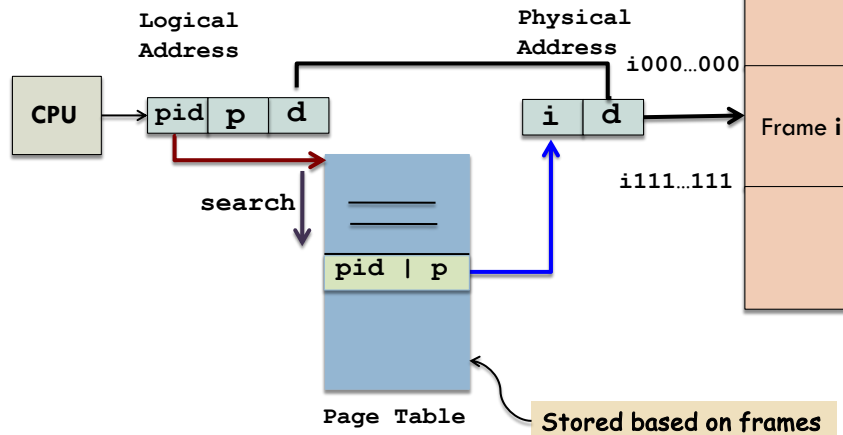 Logical
Address
Physical
Address
i000...000
CPU
pid p d
i d
Frame i
i111...111
search
pid | p
Page Table
Stored based on frames